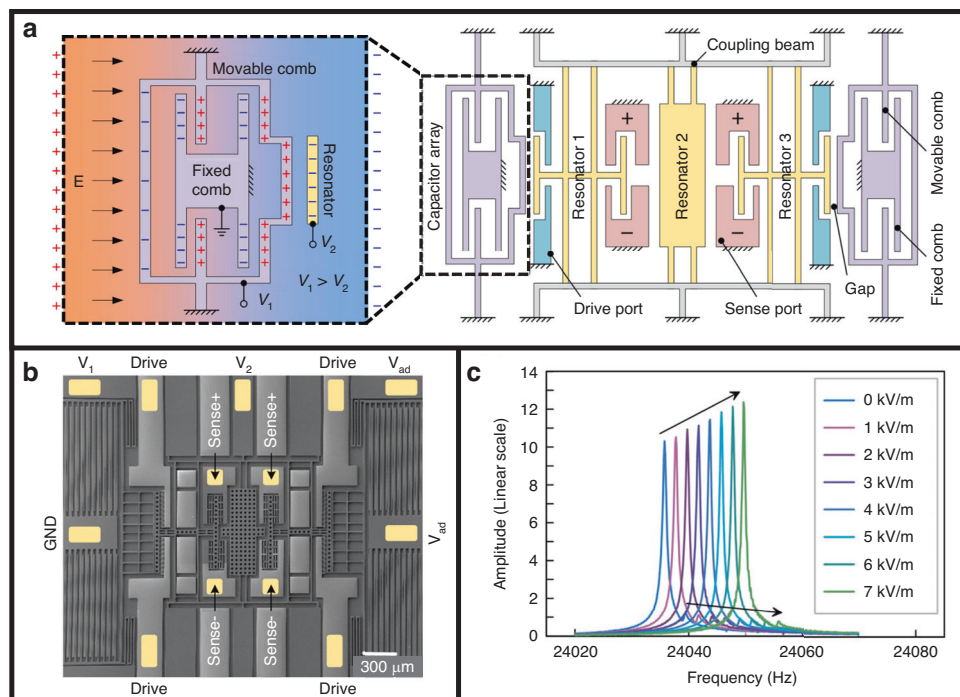 a
Movable comb
E
Fixed comb
Resonator
V2
V1 > V2
V1
Capacitor array
Coupling beam
Resonator 1
Resonator 2
Resonator 3
+
+
−
−
Drive port
Sense port
Gap
Movable comb
Fixed comb
b
V1
Drive
V2
Drive
Vad
Sense+
Sense+
GND
Vad
Sense-
Sense-
300 μm
Drive
Drive
c
14
12
10
8
6
4
2
0
Amplitude (Linear scale)
24020
24040
24060
24080
Frequency (Hz)
0 kV/m
1 kV/m
2 kV/m
3 kV/m
4 kV/m
5 kV/m
6 kV/m
7 kV/m